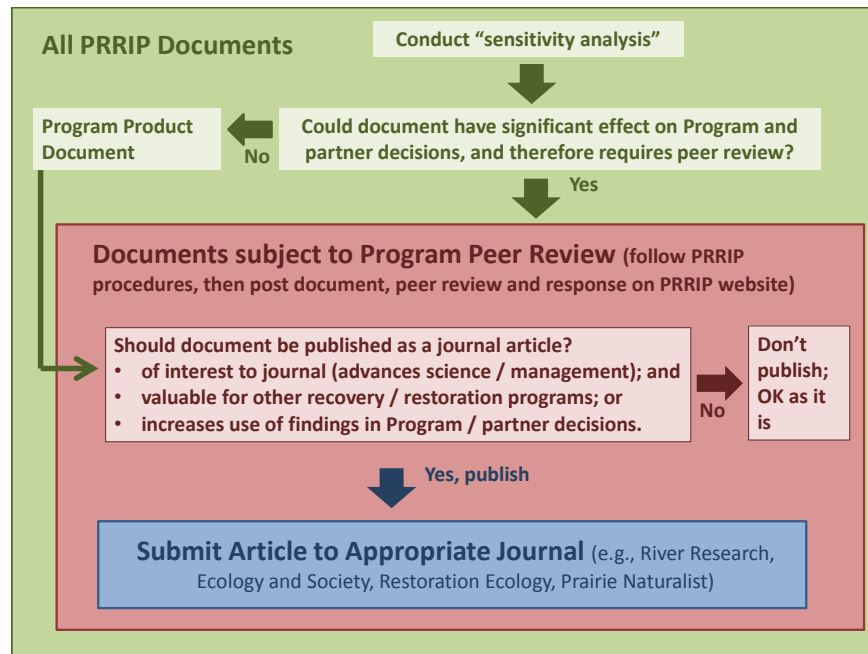 All PRRIP Documents
Conduct “sensitivity analysis”
Program Product
Document
No
Could document have significant effect on Program and
partner decisions, and therefore requires peer review?
Yes
Documents subject to Program Peer Review (follow PRRIP
procedures, then post document, peer review and response on PRRIP website)
Should document be published as a journal article?
• of interest to journal (advances science / management); and
• valuable for other recovery / restoration programs; or
• increases use of findings in Program / partner decisions.
No
Don’t
publish;
OK as it
is
Yes, publish
Submit Article to Appropriate Journal (e.g., River Research,
Ecology and Society, Restoration Ecology, Prairie Naturalist)